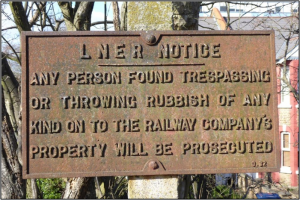 LNER NOTICE
ANY PERSON FOUND TRESPASSING
OR THROWING RUBBISH OF ANY
KIND ON TO THE RAILWAY COMPANY'S
PROPERTY WILL BE PROSECUTED